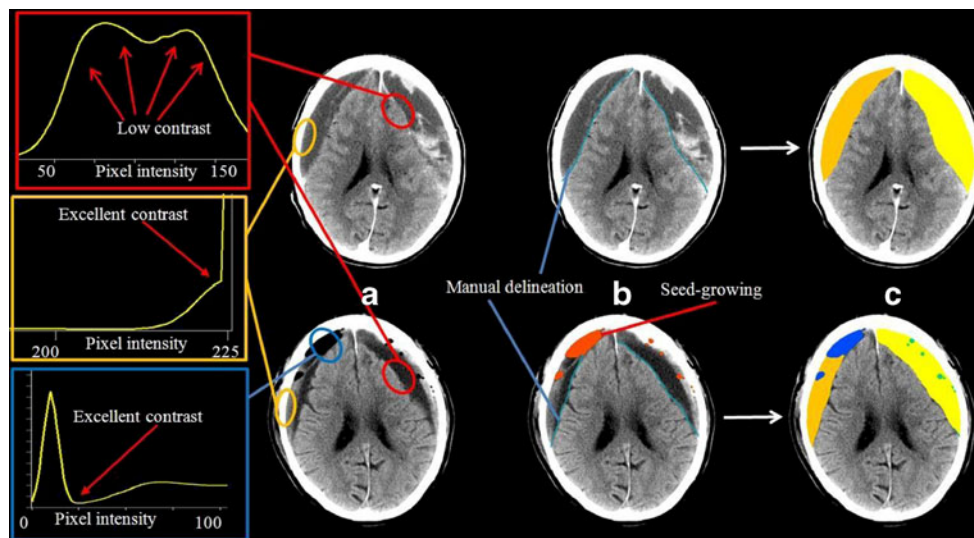 Low contrast
50 Pixel intensity 150
Excellent contrast
200 Pixel intensity 225
Excellent contrast
0 Pixel intensity 100
a
Manual delineation
b
Seed-growing
c